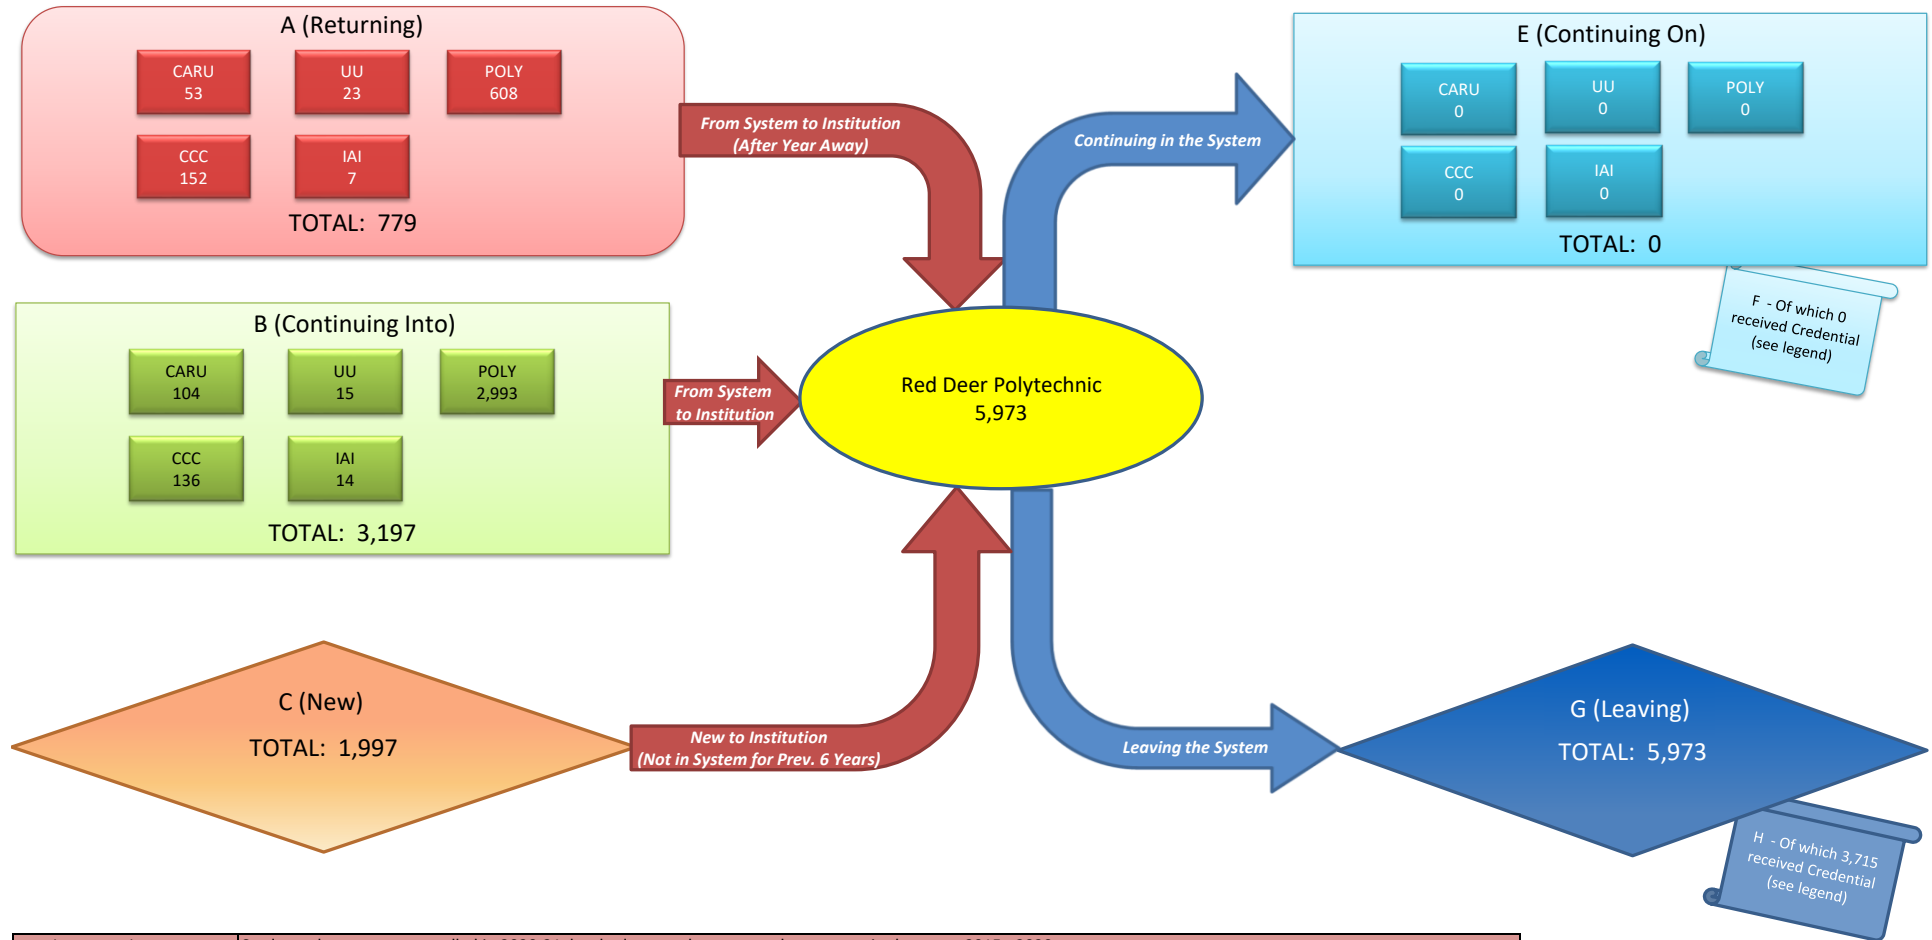 A (Returning)
CARU
53
UU
23
POLY
608
CCC
152
IAI
7
TOTAL: 779
From System to Institution
(After Year Away)
Continuing in the System
E (Continuing On)
CARU
0
UU
0
POLY
0
CCC
0
IAI
0
TOTAL: 0
F - Of which 0
received Credential
(see legend)
B (Continuing Into)
CARU
104
UU
15
POLY
2,993
CCC
136
IAI
14
TOTAL: 3,197
From System
to Institution
Red Deer Polytechnic
5,973
C (New)
TOTAL: 1,997
New to Institution
(Not in System for Prev. 6 Years)
Leaving the System
G (Leaving)
TOTAL: 5,973
H - Of which 3,715
received Credential
(see legend)